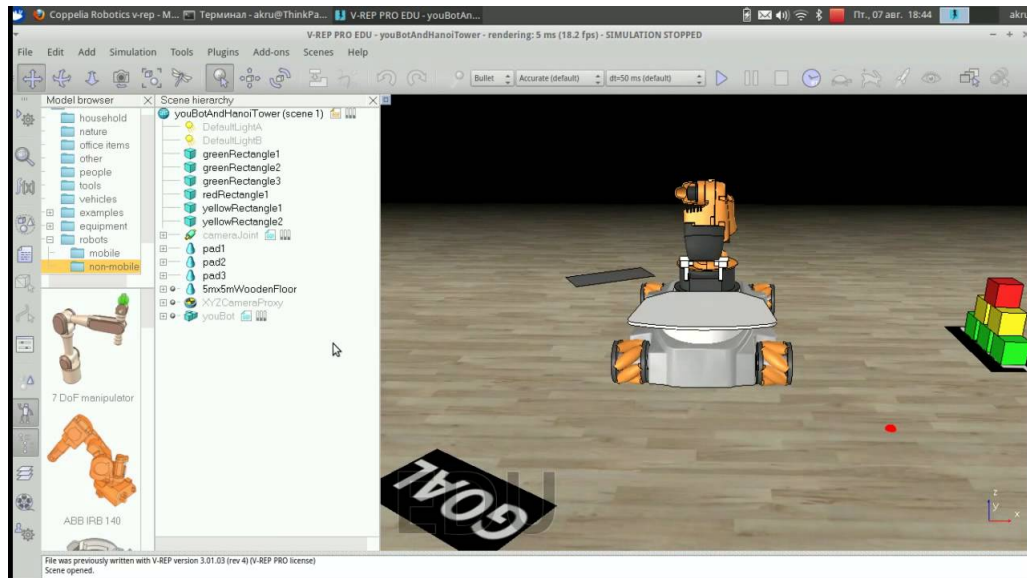 Coppelia Robotics v-rep - M...
Терминал - akru@ThinkPa...
V-REP PRO EDU - youBotAn...
Пт., 07 авг. 18:44
akru
V-REP PRO EDU - youBotAndHanoiTower - rendering: 5 ms (18.2 fps) - SIMULATION STOPPED
File Edit Add Simulation Tools Plugins Add-ons Scenes Help
Bullet Accurate (default) dt=50 ms (default)
Model browser
household
nature
office items
other
people
tools
vehicles
examples
equipment
robots
mobile
non-mobile
7 DoF manipulator
ABB IRB 140
Scene hierarchy
youBotAndHanoiTower (scene 1)
DefaultLightA
DefaultLightB
greenRectangle1
greenRectangle2
greenRectangle3
redRectangle1
yellowRectangle1
yellowRectangle2
cameraJoint
pad1
pad2
pad3
5mx5mWoodenFloor
XYZCameraProxy
youBot
f(x)
GOAL
EDU
z
y
x
File was previously written with V-REP version 3.01.03 (rev 4) (V-REP PRO license)
Scene opened.